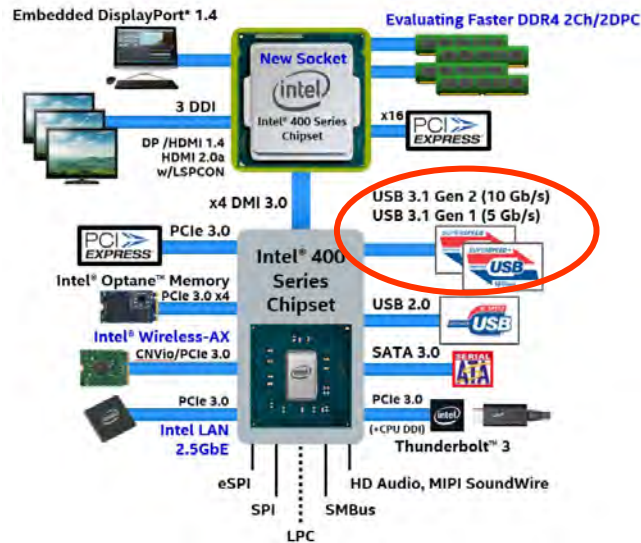 Embedded DisplayPort* 1.4
Evaluating Faster DDR4 2Ch/2DPC
New Socket
intel
Intel® 400 Series
Chipset
3 DDI
DP /HDMI 1.4
HDMI 2.0a
w/LSPCON
x16
PCI
EXPRESS
x4 DMI 3.0
USB 3.1 Gen 2 (10 Gb/s)
USB 3.1 Gen 1 (5 Gb/s)
PCIe 3.0
PCI
EXPRESS
Intel® 400
Series
Chipset
USB
Intel® Optane™ Memory
PCIe 3.0 x4
USB 2.0
USB
Intel® Wireless-AX
CNVio/PCIe 3.0
SATA 3.0
SERIAL
ATA
PCIe 3.0
Intel LAN
2.5GbE
PCIe 3.0
(+CPU DDI)
intel
Thunderbolt™ 3
eSPI
SPI
LPC
SMBus
HD Audio, MIPI SoundWire